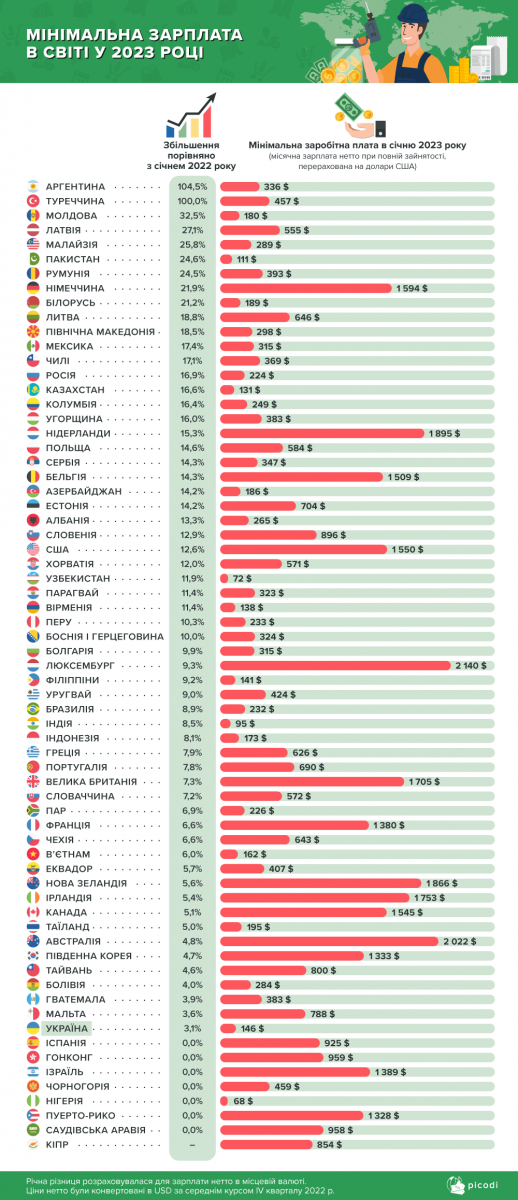 МІНІМАЛЬНА ЗАРПЛАТА
В СВІТІ У 2023 РОЦІ
Збільшення
порівняно
з січнем 2022 року
Мінімальна заробітна плата в січню 2023 року
(місячна зарплата нетто при повній зайнятості,
перерахована на долари США)
АРГЕНТИНА 104,5% 336 $
ТУРЕЧЧИНА 100,0% 457 $
МОЛДОВА 32,5% 180 $
ЛАТВІЯ 27,1% 555 $
МАЛАЙЗІЯ 25,8% 289 $
ПАКИСТАН 24,6% 111 $
РУМУНІЯ 24,5% 393 $
НІМЕЧЧИНА 21,9% 1 594 $
БІЛОРУСЬ 21,2% 189 $
ЛИТВА 18,8% 646 $
ПІВНІЧНА МАКЕДОНІЯ 18,5% 298 $
МЕКСИКА 17,4% 315 $
ЧИЛІ 17,1% 369 $
РОСІЯ 16,9% 224 $
КАЗАХСТАН 16,6% 131 $
КОЛУМБІЯ 16,4% 249 $
УГОРЩИНА 16,0% 383 $
НІДЕРЛАНДИ 15,3% 1 895 $
ПОЛЬЩА 14,6% 584 $
СЕРБІЯ 14,3% 347 $
БЕЛЬГІЯ 14,3% 1 509 $
АЗЕРБАЙДЖАН 14,2% 186 $
ЕСТОНІЯ 14,2% 704 $
АЛБАНІЯ 13,3% 265 $
СЛОВЕНІЯ 12,9% 896 $
США 12,6% 1 550 $
ХОРВАТІЯ 12,0% 571 $
УЗБЕКИСТАН 11,9% 72 $
ПАРАГВАЙ 11,4% 323 $
ВІРМЕНІЯ 11,4% 138 $
ПЕРУ 10,3% 233 $
БОСНІЯ І ГЕРЦЕГОВИНА 10,0% 324 $
БОЛГАРІЯ 9,9% 315 $
ЛЮКСЕМБУРГ 9,3% 2 140 $
ФІЛІППІНИ 9,2% 141 $
УРУГВАЙ 9,0% 424 $
БРАЗИЛІЯ 8,9% 232 $
ІНДІЯ 8,5% 95 $
ІНДОНЕЗІЯ 8,1% 173 $
ГРЕЦІЯ 7,9% 626 $
ПОРТУГАЛІЯ 7,8% 690 $
ВЕЛИКА БРИТАНІЯ 7,3% 1 705 $
СЛОВАЧЧИНА 7,2% 572 $
ПАР 6,9% 226 $
ФРАНЦІЯ 6,6% 1 380 $
ЧЕХІЯ 6,6% 643 $
В'ЄТНАМ 6,0% 162 $
ЕКВАДОР 5,7% 407 $
НОВА ЗЕЛАНДІЯ 5,6% 1 866 $
ІРЛАНДІЯ 5,4% 1 753 $
КАНАДА 5,1% 1 545 $
ТАЇЛАНД 5,0% 195 $
АВСТРАЛІЯ 4,8% 2 022 $
ПІВДЕННА КОРЕЯ 4,7% 1 333 $
ТАЙВАНЬ 4,6% 800 $
БОЛІВІЯ 4,0% 284 $
ГВАТЕМАЛА 3,9% 383 $
МАЛЬТА 3,6% 788 $
УКРАЇНА 3,1% 146 $
ІСПАНІЯ 0,0% 925 $
ГОНКОНГ 0,0% 959 $
ІЗРАЇЛЬ 0,0% 1 389 $
ЧОРНОГОРІЯ 0,0% 459 $
НІГЕРІЯ 0,0% 68 $
ПУЕРТО-РИКО 0,0% 1 328 $
САУДІВСЬКА АРАВІЯ 0,0% 958 $
КІПР – 854 $
Річна різниця розраховувалася для зарплати нетто в місцевій валюті.
Ціни нетто були конвертовано в USD за середнім курсом IV кварталу 2022 р.
picodi